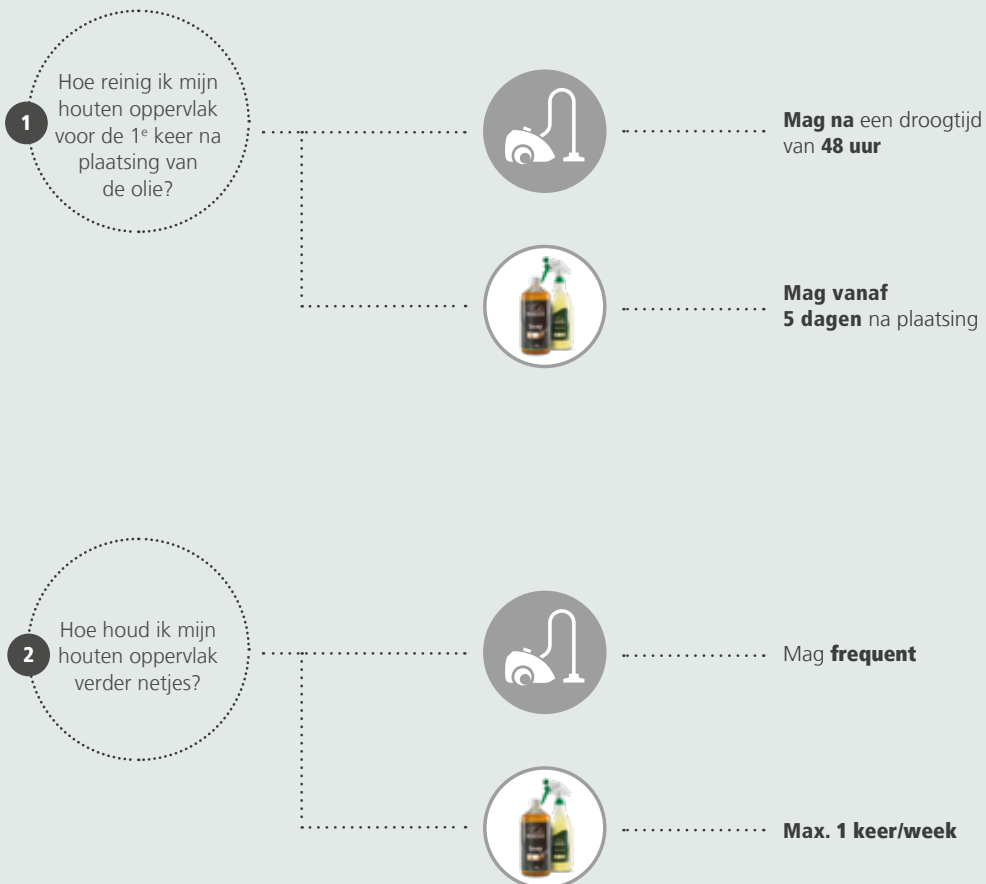 1
Hoe reinig ik mijn
houten oppervlak
voor de 1e keer na
plaatsing van
de olie?
Mag na een droogtijd
van 48 uur
Mag vanaf
5 dagen na plaatsing
2
Hoe houd ik mijn
houten oppervlak
verder netjes?
Mag frequent
Max. 1 keer/week